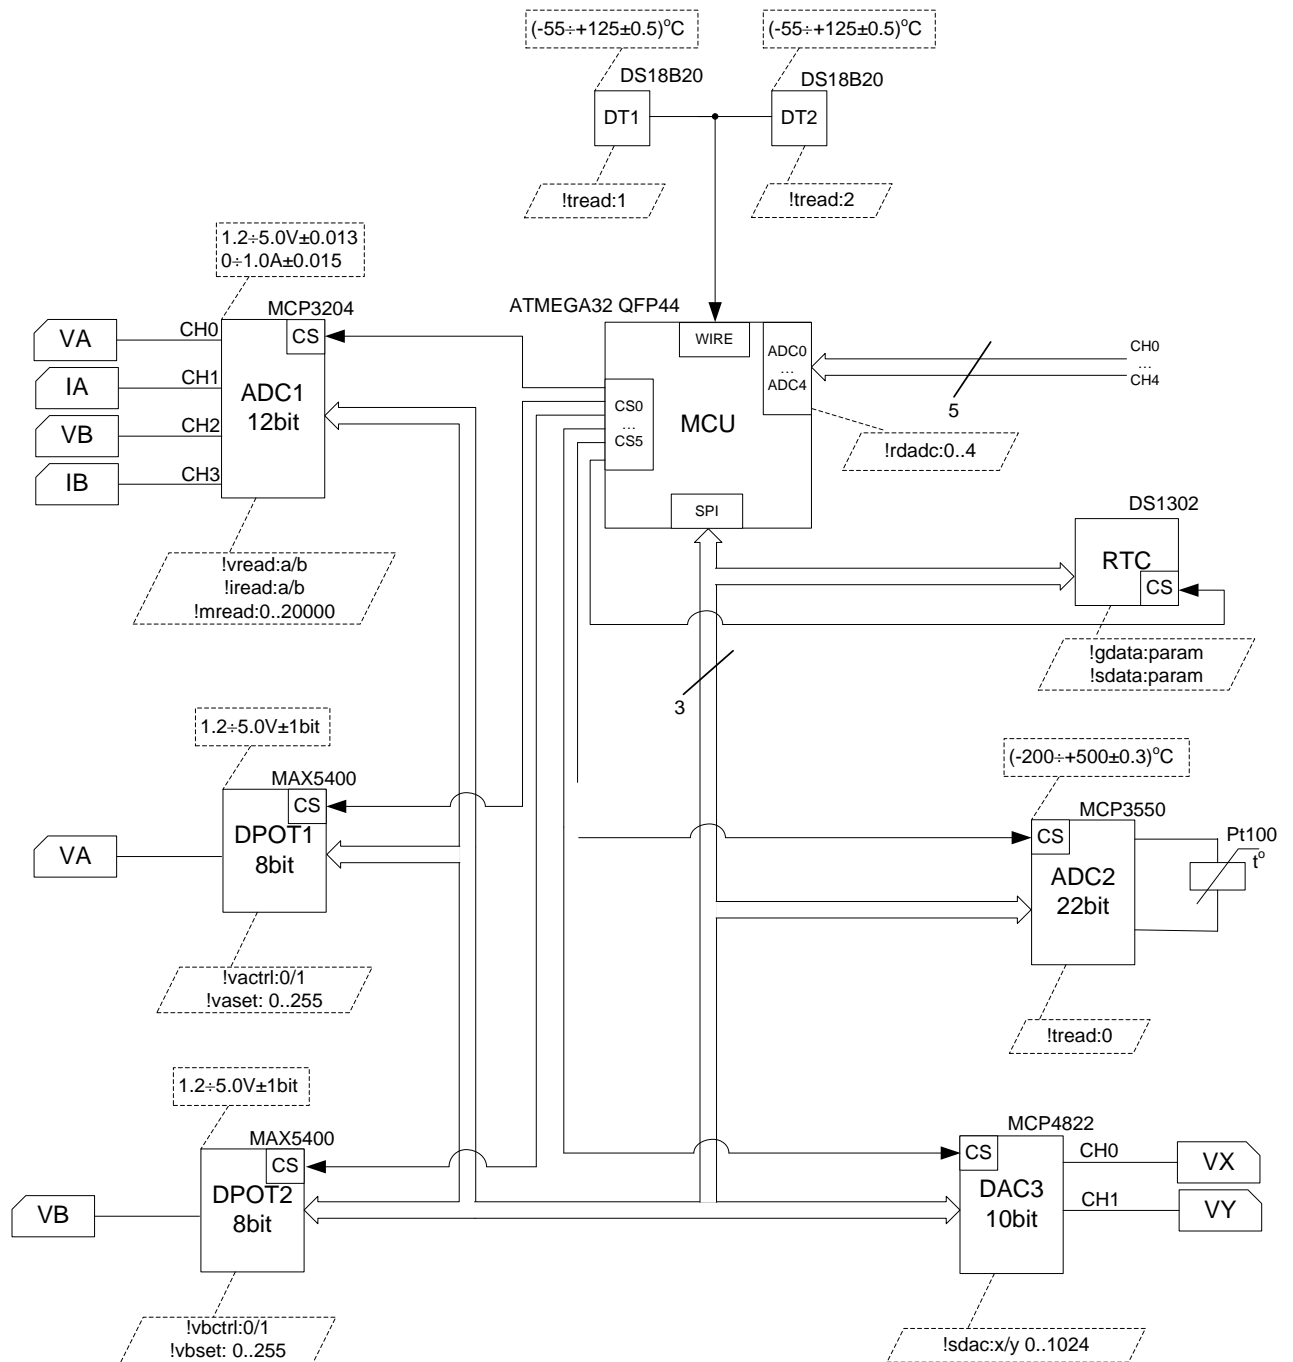 (-55÷+125±0.5)°C
(-55÷+125±0.5)°C
DS18B20
DS18B20
DT1
DT2
!tread:1
!tread:2
1.2÷5.0V±0.013
0÷1.0A±0.015
MCP3204
ATMEGA32 QFP44
VA
CH0
CS
WIRE
ADC0
...
ADC4
CH0
...
CH4
5
IA
CH1
ADC1
12bit
CS0
...
CS5
MCU
VB
CH2
!rdadc:0..4
IB
CH3
SPI
DS1302
RTC
CS
!vread:a/b
!iread:a/b
!mread:0..20000
!gdata:param
!sdata:param
3
1.2÷5.0V±1bit
(-200÷+500±0.3)°C
MAX5400
CS
MCP3550
CS
Pt100
t°
VA
DPOT1
8bit
ADC2
22bit
!vactrl:0/1
!vaset: 0..255
!tread:0
1.2÷5.0V±1bit
MAX5400
CS
MCP4822
CS
CH0
VX
VB
DPOT2
8bit
DAC3
10bit
CH1
VY
!vbctrl:0/1
!vbset: 0..255
!sdac:x/y 0..1024